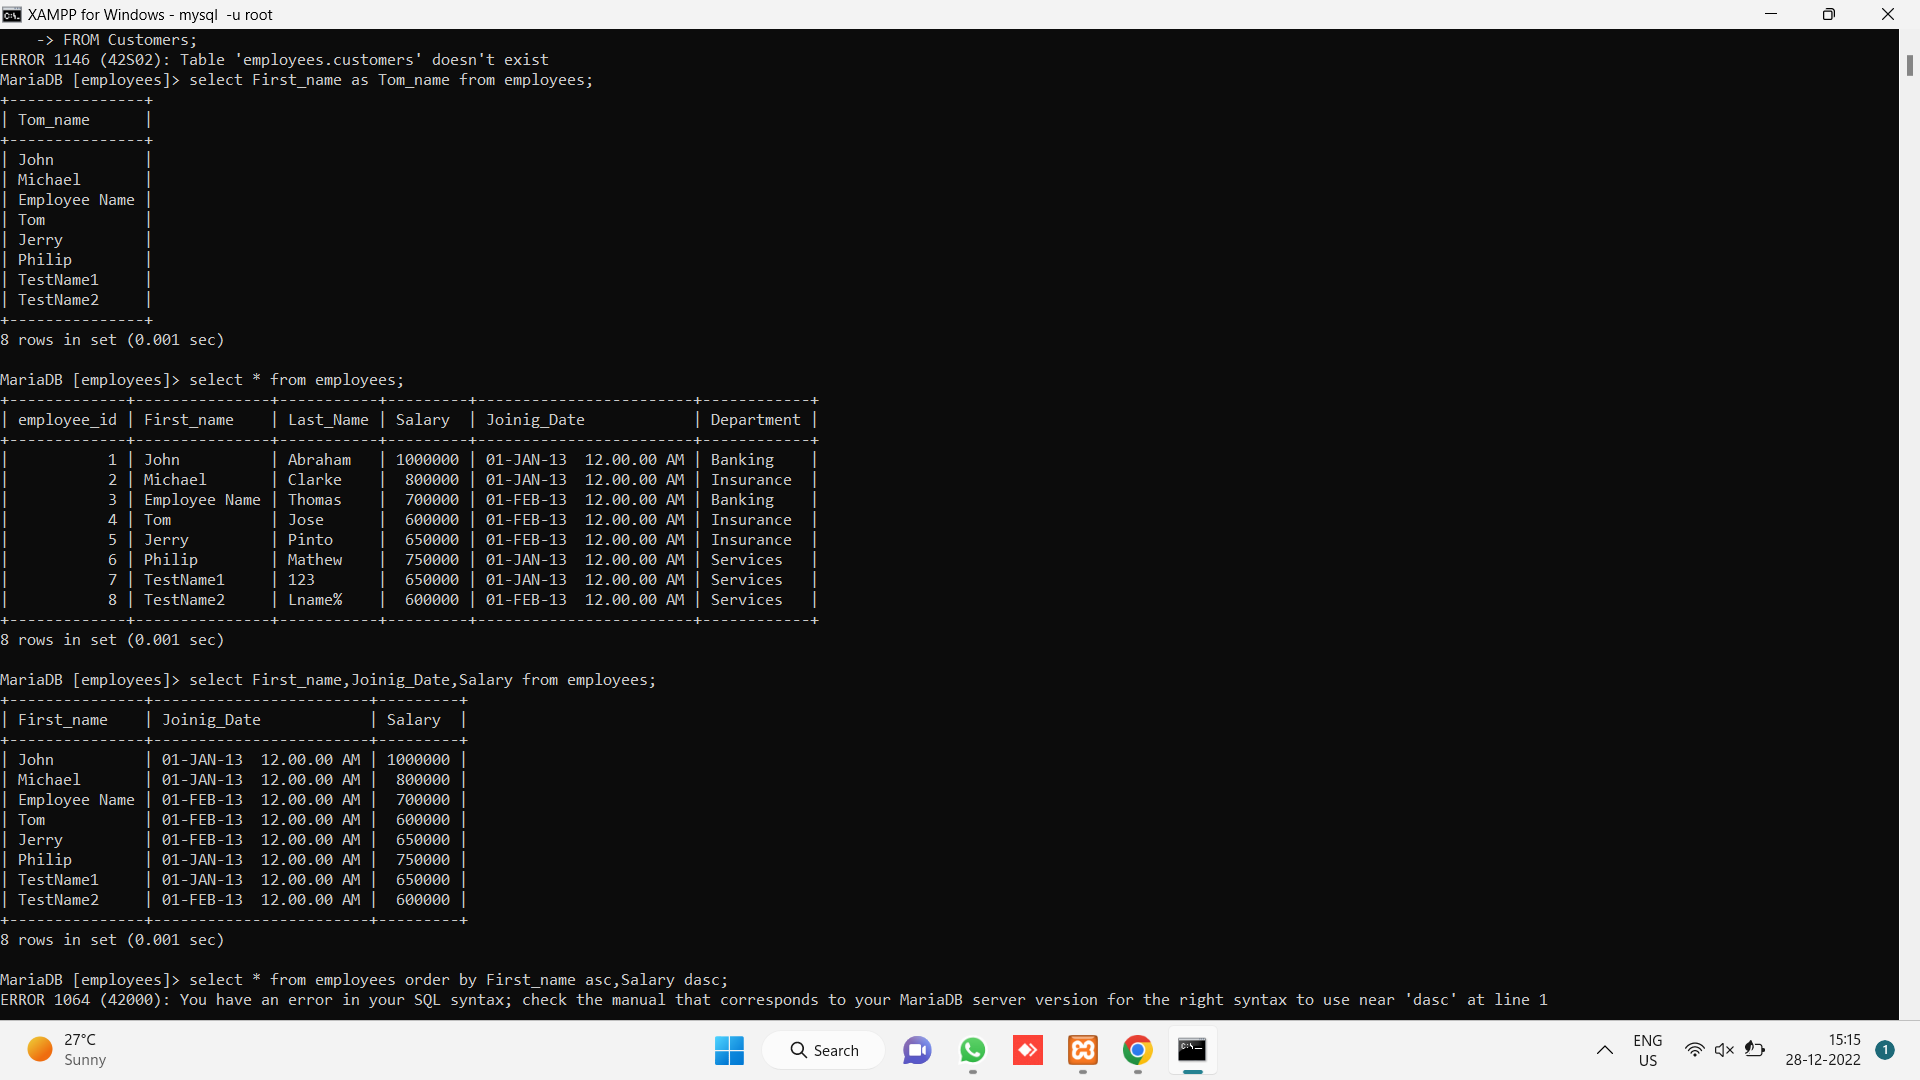 XAMPP for Windows - mysql  -u root
    -> FROM Customers;
ERROR 1146 (42S02): Table 'employees.customers' doesn't exist
MariaDB [employees]> select First_name as Tom_name from employees;
+---------------+
| Tom_name      |
+---------------+
| John          |
| Michael       |
| Employee Name |
| Tom           |
| Jerry         |
| Philip        |
| TestName1     |
| TestName2     |
+---------------+
8 rows in set (0.001 sec)

MariaDB [employees]> select * from employees;
+-------------+---------------+-----------+---------+------------------------+------------+
| employee_id | First_name    | Last_Name | Salary  | Joinig_Date            | Department |
+-------------+---------------+-----------+---------+------------------------+------------+
|           1 | John          | Abraham   | 1000000 | 01-JAN-13  12.00.00 AM | Banking    |
|           2 | Michael       | Clarke    |  800000 | 01-JAN-13  12.00.00 AM | Insurance  |
|           3 | Employee Name | Thomas    |  700000 | 01-FEB-13  12.00.00 AM | Banking    |
|           4 | Tom           | Jose      |  600000 | 01-FEB-13  12.00.00 AM | Insurance  |
|           5 | Jerry         | Pinto     |  650000 | 01-FEB-13  12.00.00 AM | Insurance  |
|           6 | Philip        | Mathew    |  750000 | 01-JAN-13  12.00.00 AM | Services   |
|           7 | TestName1     | 123       |  650000 | 01-JAN-13  12.00.00 AM | Services   |
|           8 | TestName2     | Lname%    |  600000 | 01-FEB-13  12.00.00 AM | Services   |
+-------------+---------------+-----------+---------+------------------------+------------+
8 rows in set (0.001 sec)

MariaDB [employees]> select First_name,Joinig_Date,Salary from employees;
+---------------+------------------------+---------+
| First_name    | Joinig_Date            | Salary  |
+---------------+------------------------+---------+
| John          | 01-JAN-13  12.00.00 AM | 1000000 |
| Michael       | 01-JAN-13  12.00.00 AM |  800000 |
| Employee Name | 01-FEB-13  12.00.00 AM |  700000 |
| Tom           | 01-FEB-13  12.00.00 AM |  600000 |
| Jerry         | 01-FEB-13  12.00.00 AM |  650000 |
| Philip        | 01-JAN-13  12.00.00 AM |  750000 |
| TestName1     | 01-JAN-13  12.00.00 AM |  650000 |
| TestName2     | 01-FEB-13  12.00.00 AM |  600000 |
+---------------+------------------------+---------+
8 rows in set (0.001 sec)

MariaDB [employees]> select * from employees order by First_name asc,Salary dasc;
ERROR 1064 (42000): You have an error in your SQL syntax; check the manual that corresponds to your MariaDB server version for the right syntax to use near 'dasc' at line 1
27°C
Sunny
Search
ENG
US
15:15
28-12-2022
1